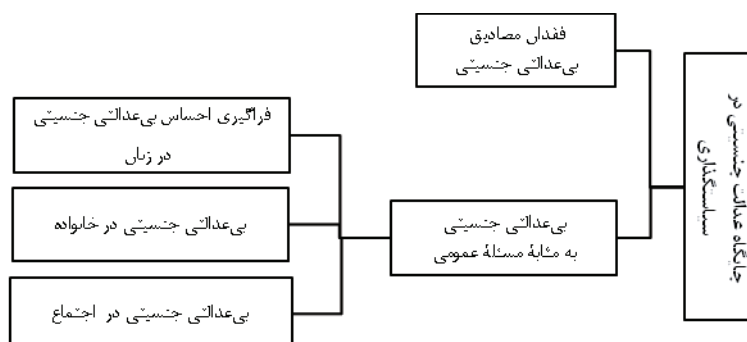 جایگاه عدالت جنسیتی در
سیاستگذاری
فقدان مصادیق
بی‌عدالتی جنسیتی
بی‌عدالتی جنسیتی
به مثابهٔ مسئلهٔ عمومی
فراگیری احساس بی‌عدالتی جنسیتی
در زنان
بی‌عدالتی جنسیتی در خانواده
بی‌عدالتی جنسیتی در اجتماع